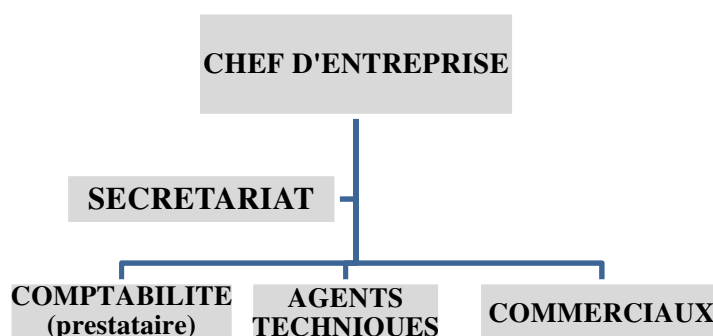 CHEF D'ENTREPRISE
SECRETARIAT
COMPTABILITE
(prestataire)
AGENTS
TECHNIQUES
COMMERCIAUX